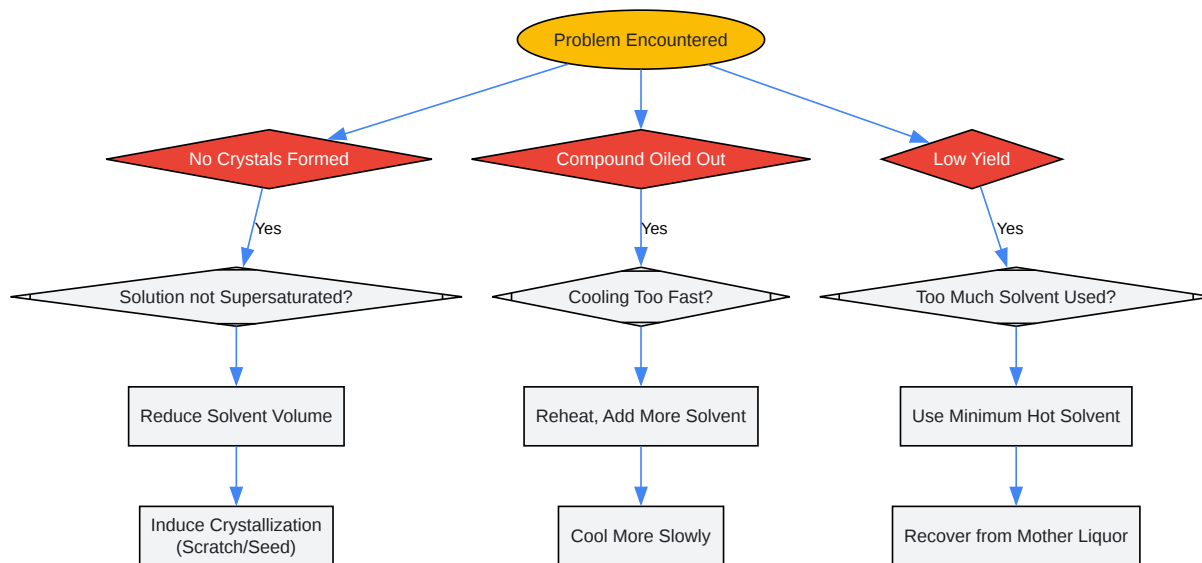 Problem Encountered
No Crystals Formed
Compound Oiled Out
Low Yield
Yes
Yes
Yes
Solution not Supersaturated?
Cooling Too Fast?
Too Much Solvent Used?
Reduce Solvent Volume
Reheat, Add More Solvent
Use Minimum Hot Solvent
Induce Crystallization
(Scratch/Seed)
Cool More Slowly
Recover from Mother Liquor